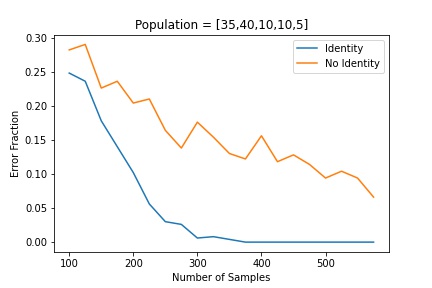 Population = [35,40,10,10,5]
Identity
No Identity
Error Fraction
0.30
0.25
0.20
0.15
0.10
0.05
0.00
100
200
300
400
500
Number of Samples